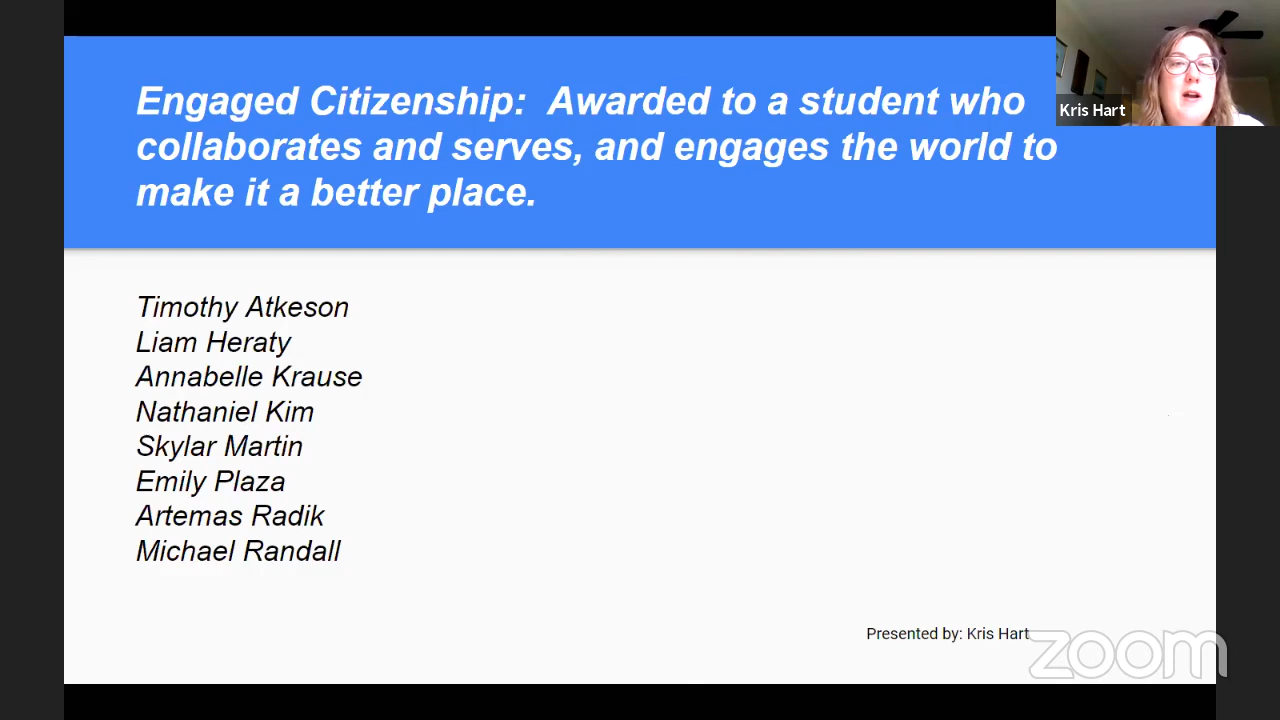 Engaged Citizenship: Awarded to a student who
collaborates and serves, and engages the world to
make it a better place.
Kris Hart
Timothy Atkeson
Liam Heraty
Annabelle Krause
Nathaniel Kim
Skylar Martin
Emily Plaza
Artemas Radik
Michael Randall
Presented by: Kris Hart
zoom